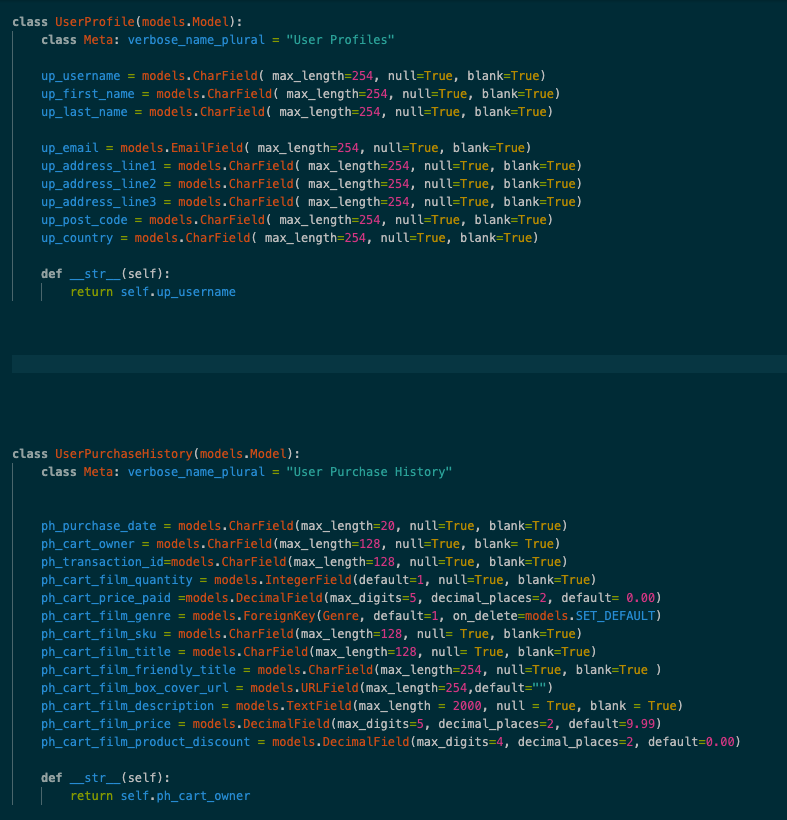 class UserProfile(models.Model):
    class Meta: verbose_name_plural = "User Profiles"
    up_username = models.CharField( max_length=254, null=True, blank=True)
    up_first_name = models.CharField( max_length=254, null=True, blank=True)
    up_last_name = models.CharField( max_length=254, null=True, blank=True)
    up_email = models.EmailField( max_length=254, null=True, blank=True)
    up_address_line1 = models.CharField( max_length=254, null=True, blank=True)
    up_address_line2 = models.CharField( max_length=254, null=True, blank=True)
    up_address_line3 = models.CharField( max_length=254, null=True, blank=True)
    up_post_code = models.CharField( max_length=254, null=True, blank=True)
    up_country = models.CharField( max_length=254, null=True, blank=True)
    def __str__(self):
        return self.up_username
class UserPurchaseHistory(models.Model):
    class Meta: verbose_name_plural = "User Purchase History"
    ph_purchase_date = models.CharField(max_length=20, null=True, blank=True)
    ph_cart_owner = models.CharField(max_length=128, null=True, blank= True)
    ph_transaction_id=models.CharField(max_length=128, null=True, blank=True)
    ph_cart_film_quantity = models.IntegerField(default=1, null=True, blank=True)
    ph_cart_price_paid =models.DecimalField(max_digits=5, decimal_places=2, default= 0.00)
    ph_cart_film_genre = models.ForeignKey(Genre, default=1, on_delete=models.SET_DEFAULT)
    ph_cart_film_sku = models.CharField(max_length=128, null= True, blank=True)
    ph_cart_film_title = models.CharField(max_length=128, null= True, blank=True)
    ph_cart_film_friendly_title = models.CharField(max_length=254, null=True, blank=True )
    ph_cart_film_box_cover_url = models.URLField(max_length=254,default="")
    ph_cart_film_description = models.TextField(max_length = 2000, null = True, blank = True)
    ph_cart_film_price = models.DecimalField(max_digits=5, decimal_places=2, default=9.99)
    ph_cart_film_product_discount = models.DecimalField(max_digits=4, decimal_places=2, default=0.00)
    def __str__(self):
        return self.ph_cart_owner